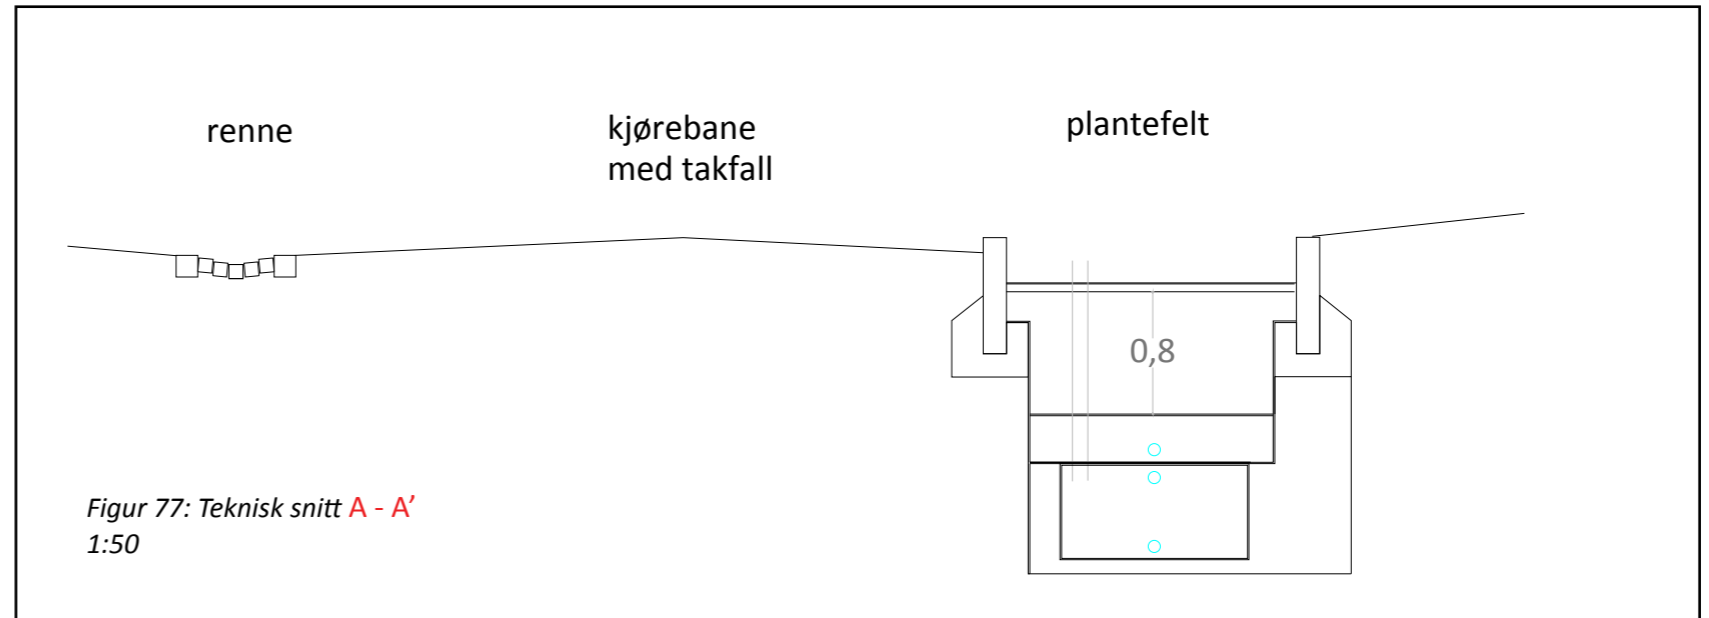 renne
kjørebane
med takfall
plantefelt
0,8
Figur 77: Teknisk snitt A - A’
1:50